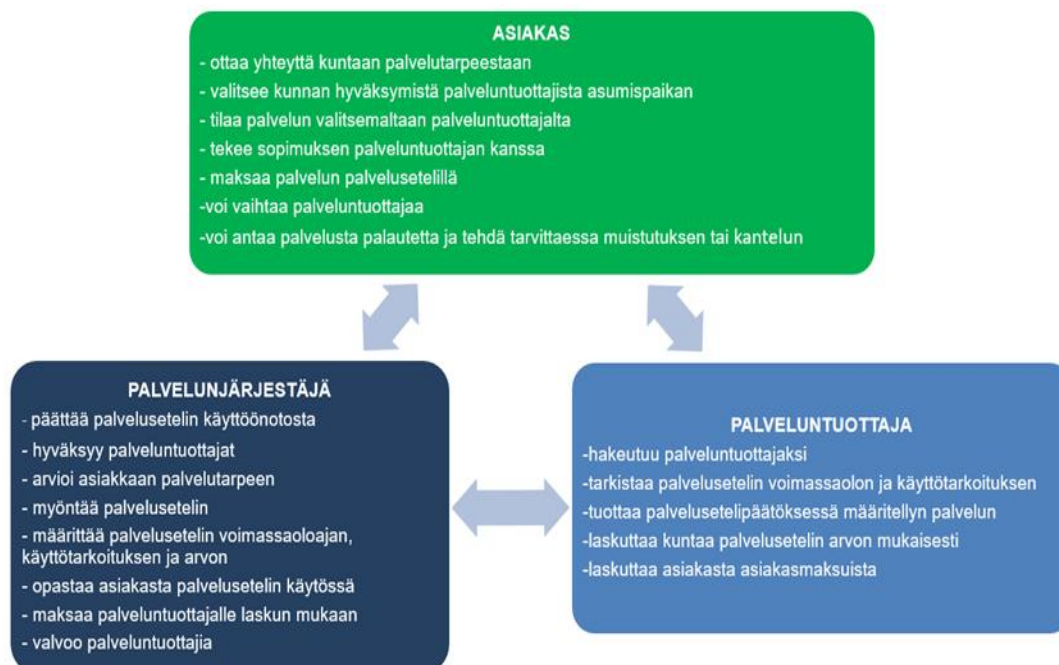 ASIAKAS
- ottaa yhteyttä kuntaan palvelutarpeestaan
- valitsee kunnan hyväksymistä palveluntuottajista asumispaikan
- tilaa palvelun valitsemaltaan palveluntuottajalta
- tekee sopimuksen palveluntuottajan kanssa
- maksaa palvelun palvelusetelillä
-voi vaihtaa palveluntuottajaa
-voi antaa palvelusta palautetta ja tehdä tarvittaessa muistutuksen tai kantelun
PALVELUNJÄRJESTÄJÄ
- päättää palvelusetelin käyttöönotosta
- hyväksyy palveluntuottajat
- arvioi asiakkaan palvelutarpeen
- myöntää palvelusetelin
- määrittää palvelusetelin voimassaoloajan,
käyttötarkoituksen ja arvon
- opastaa asiakasta palvelusetelin käytössä
- maksaa palveluntuottajalle laskun mukaan
- valvoo palveluntuottajia
PALVELUNTUOTTAJA
-hakeutuu palveluntuottajaksi
-tarkistaa palvelusetelin voimassaolon ja käyttötarkoituksen
-tuottaa palvelusetelipäätöksessä määritellyn palvelun
-laskuttaa kuntaa palvelusetelin arvon mukaisesti
-laskuttaa asiakasta asiakasmaksuista